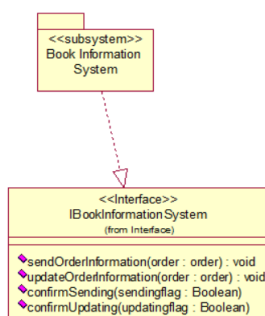 <<subsystem>>
Book Information
System
<<Interface>>
IBookInformationSystem
(from Interface)
sendOrderInformation(order : order) : void
updateOrderInformation(order : order) : void
confirmSending(sendingflag : Boolean)
confirmUpdating(updatingflag : Boolean)